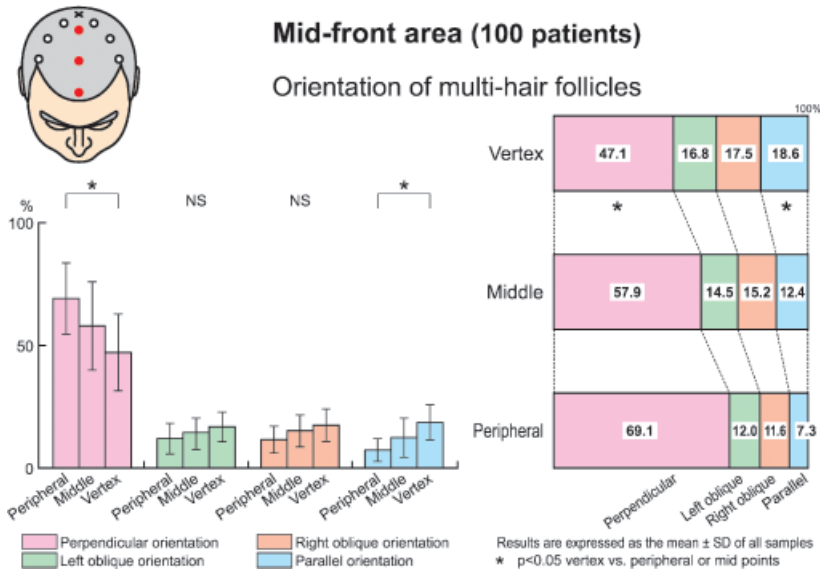 Mid-front area (100 patients)
Orientation of multi-hair follicles
*
NS
NS
*
%
100
50
0
Peripheral
Middle
Vertex
Peripheral
Middle
Vertex
Peripheral
Middle
Vertex
Peripheral
Middle
Vertex
100%
Vertex
47.1 16.8 17.5 18.6
* *
Middle
57.9 14.5 15.2 12.4
Peripheral
69.1 12.0 11.6 7.3
Perpendicular
Left oblique
Right oblique
Parallel
Perpendicular orientation
Right oblique orientation
Left oblique orientation
Parallel orientation
Results are expressed as the mean ± SD of all samples
* p<0.05 vertex vs. peripheral or mid points